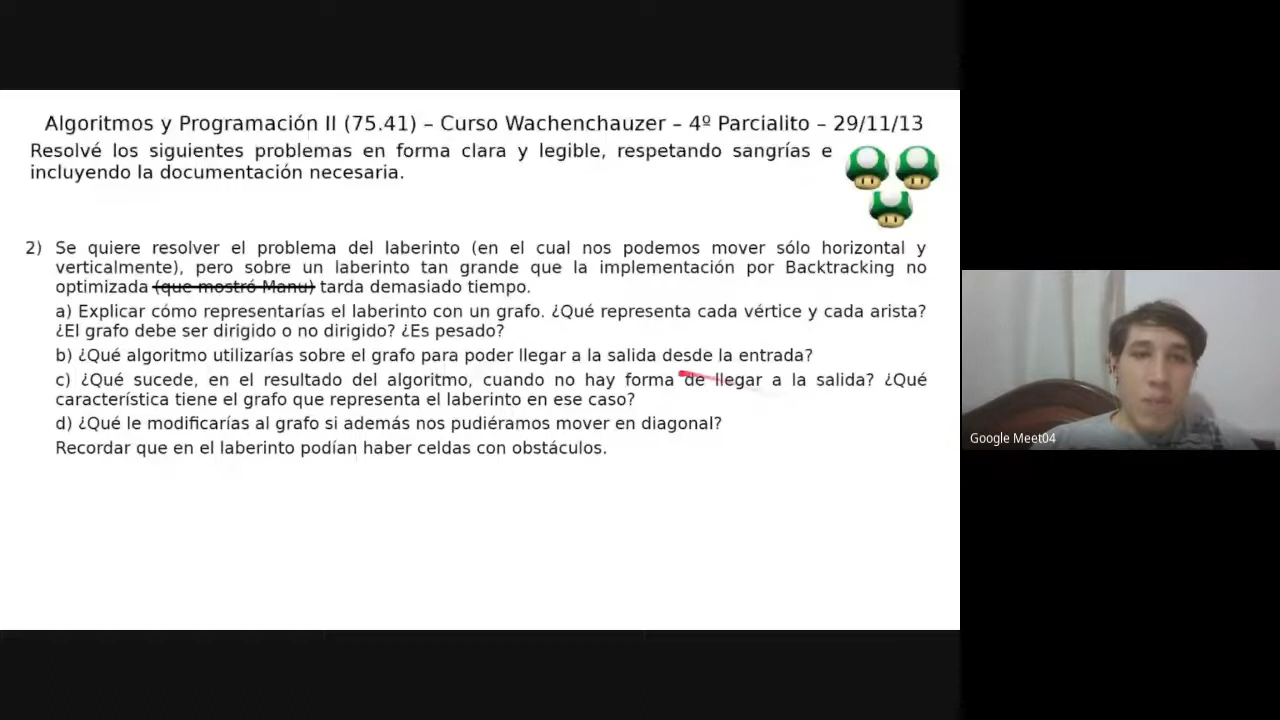 Algoritmos y Programación II (75.41) – Curso Wachenchauzer – 4º Parcialito – 29/11/13
Resolvé los siguientes problemas en forma clara y legible, respetando sangrías e
incluyendo la documentación necesaria.
2) Se quiere resolver el problema del laberinto (en el cual nos podemos mover sólo horizontal y
verticalmente), pero sobre un laberinto tan grande que la implementación por Backtracking no
optimizada (que mostró Manu) tarda demasiado tiempo.
a) Explicar cómo representarías el laberinto con un grafo. ¿Qué representa cada vértice y cada arista?
¿El grafo debe ser dirigido o no dirigido? ¿Es pesado?
b) ¿Qué algoritmo utilizarías sobre el grafo para poder llegar a la salida desde la entrada?
c) ¿Qué sucede, en el resultado del algoritmo, cuando no hay forma de llegar a la salida? ¿Qué
característica tiene el grafo que representa el laberinto en ese caso?
d) ¿Qué le modificarías al grafo si además nos pudiéramos mover en diagonal?
Recordar que en el laberinto podían haber celdas con obstáculos.
Google Meet04